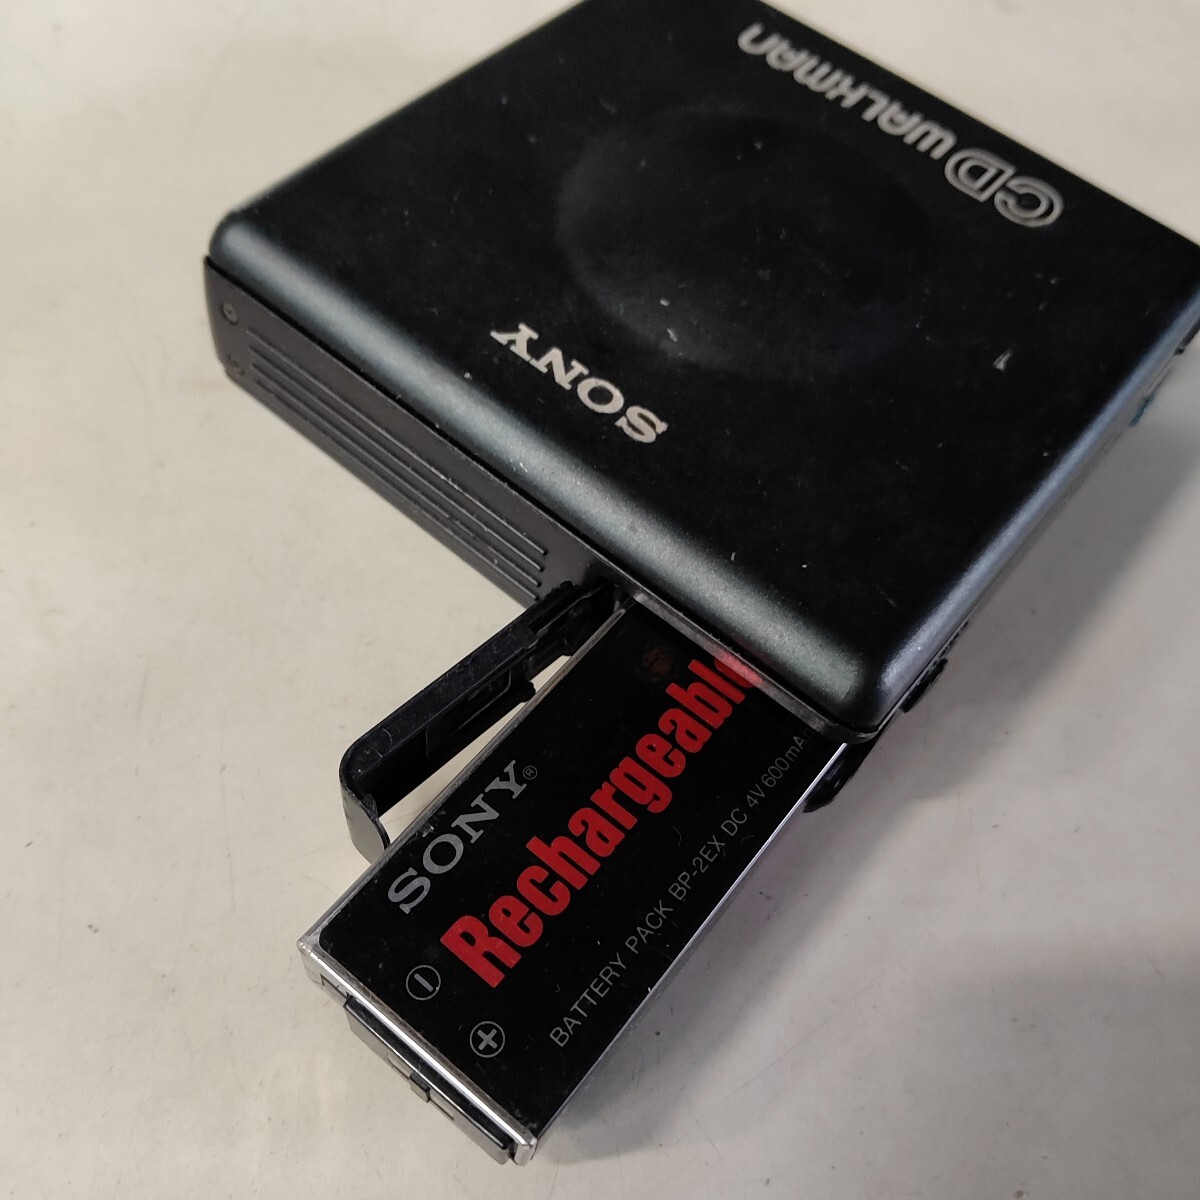 CD WALKMAN
SONY
SONY®
Rechargeable
BATTERY PACK BP-2EX DC 4V 600mA